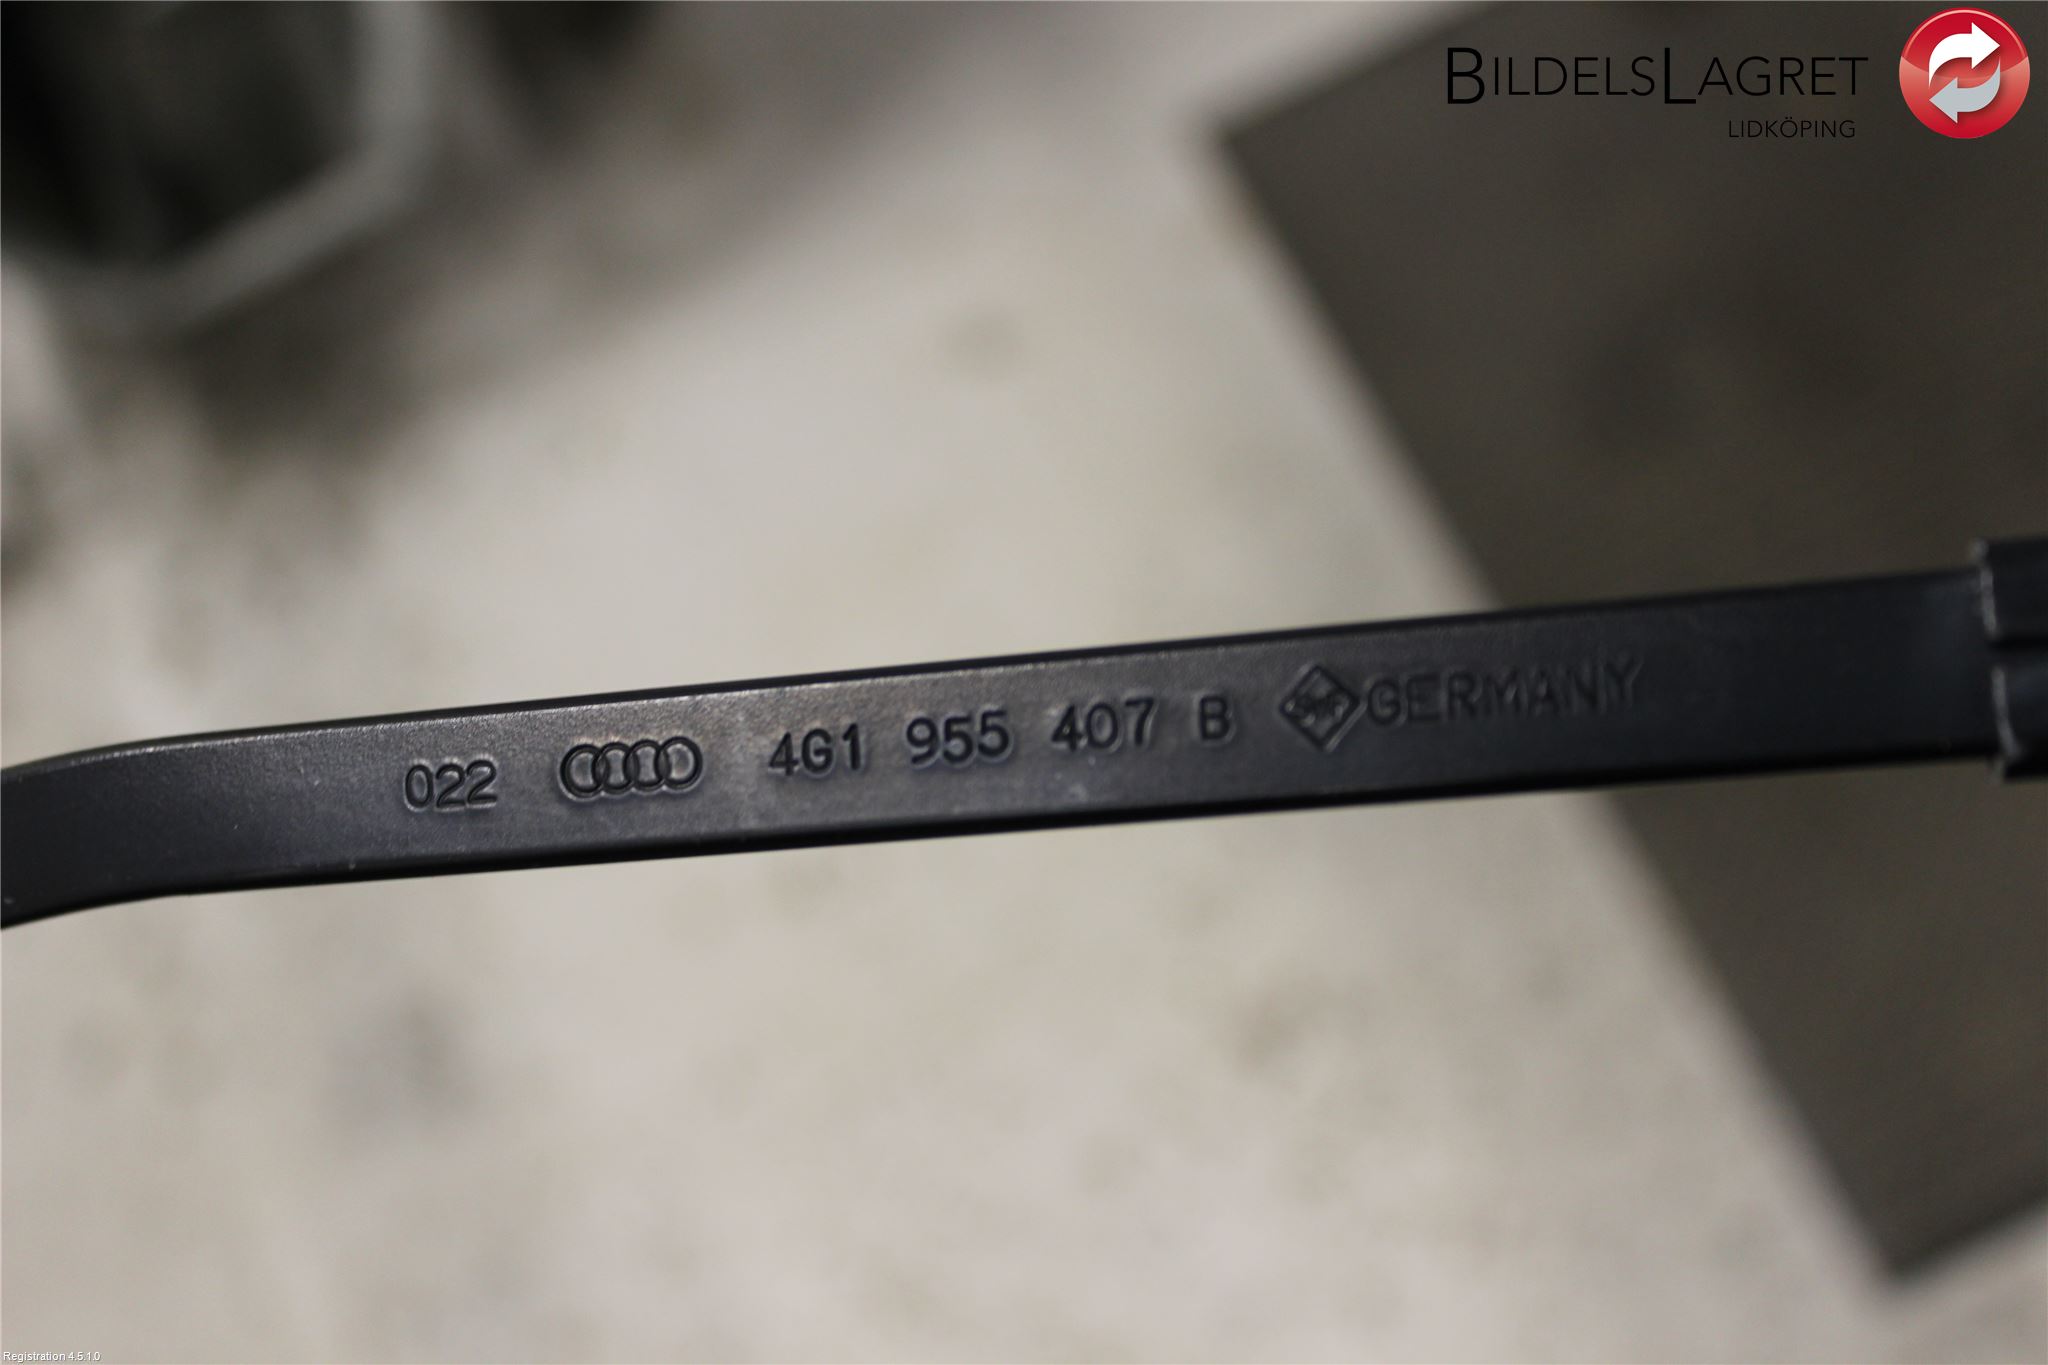 BILDELSLAGRET
LIDKÖPING
022 4G1 955 407 B GERMANY
Registration 4.5.1.0